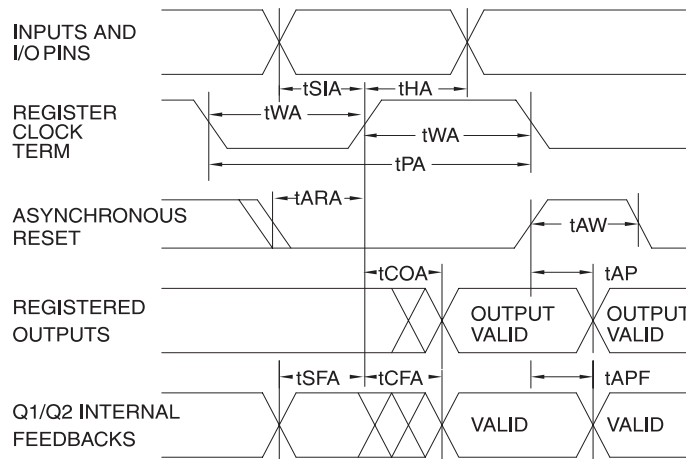 INPUTS AND
I/O PINS
tSIA
tHA
REGISTER
CLOCK
TERM
tWA
tWA
tPA
ASYNCHRONOUS
RESET
tARA
tAW
tCOA
tAP
REGISTERED
OUTPUTS
OUTPUT
VALID
OUTPUT
VALID
tSFA
tCFA
tAPF
Q1/Q2 INTERNAL
FEEDBACKS
VALID
VALID